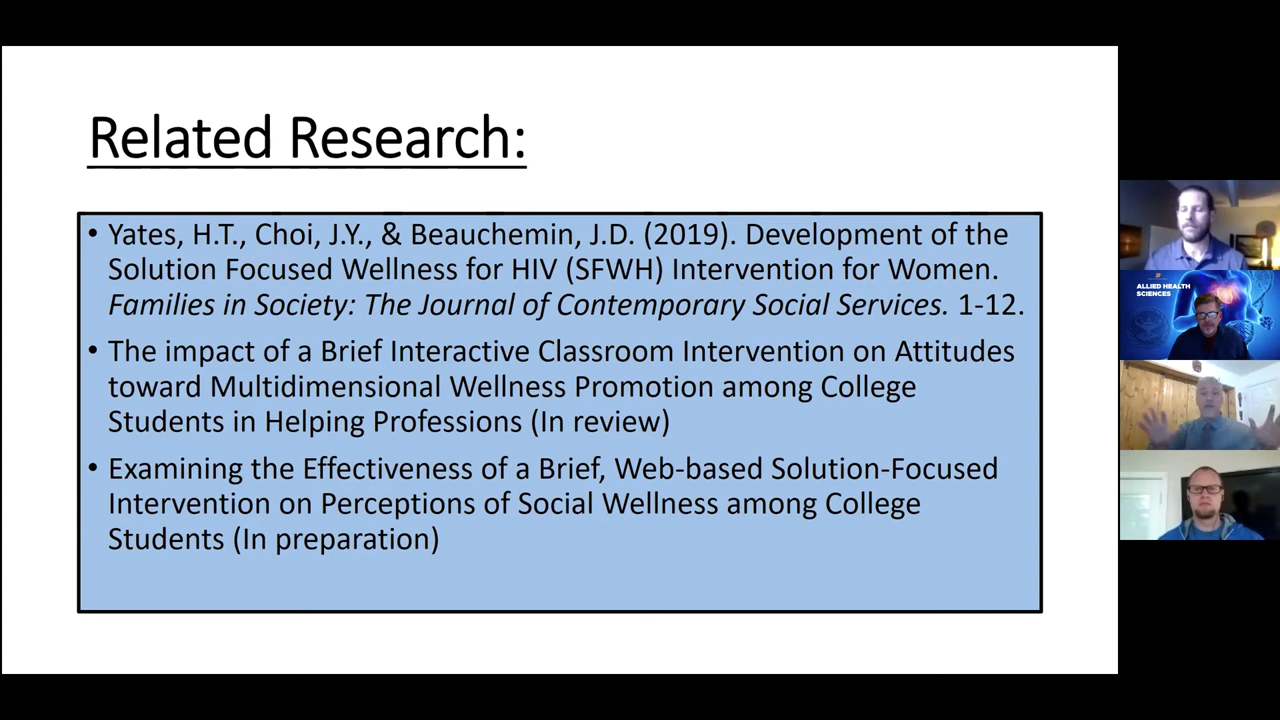 Related Research:
• Yates, H.T., Choi, J.Y., & Beauchemin, J.D. (2019). Development of the
Solution Focused Wellness for HIV (SFWH) Intervention for Women.
Families in Society: The Journal of Contemporary Social Services. 1-12.
• The impact of a Brief Interactive Classroom Intervention on Attitudes
toward Multidimensional Wellness Promotion among College
Students in Helping Professions (In review)
• Examining the Effectiveness of a Brief, Web-based Solution-Focused
Intervention on Perceptions of Social Wellness among College
Students (In preparation)
ALLIED HEALTH
SCIENCES